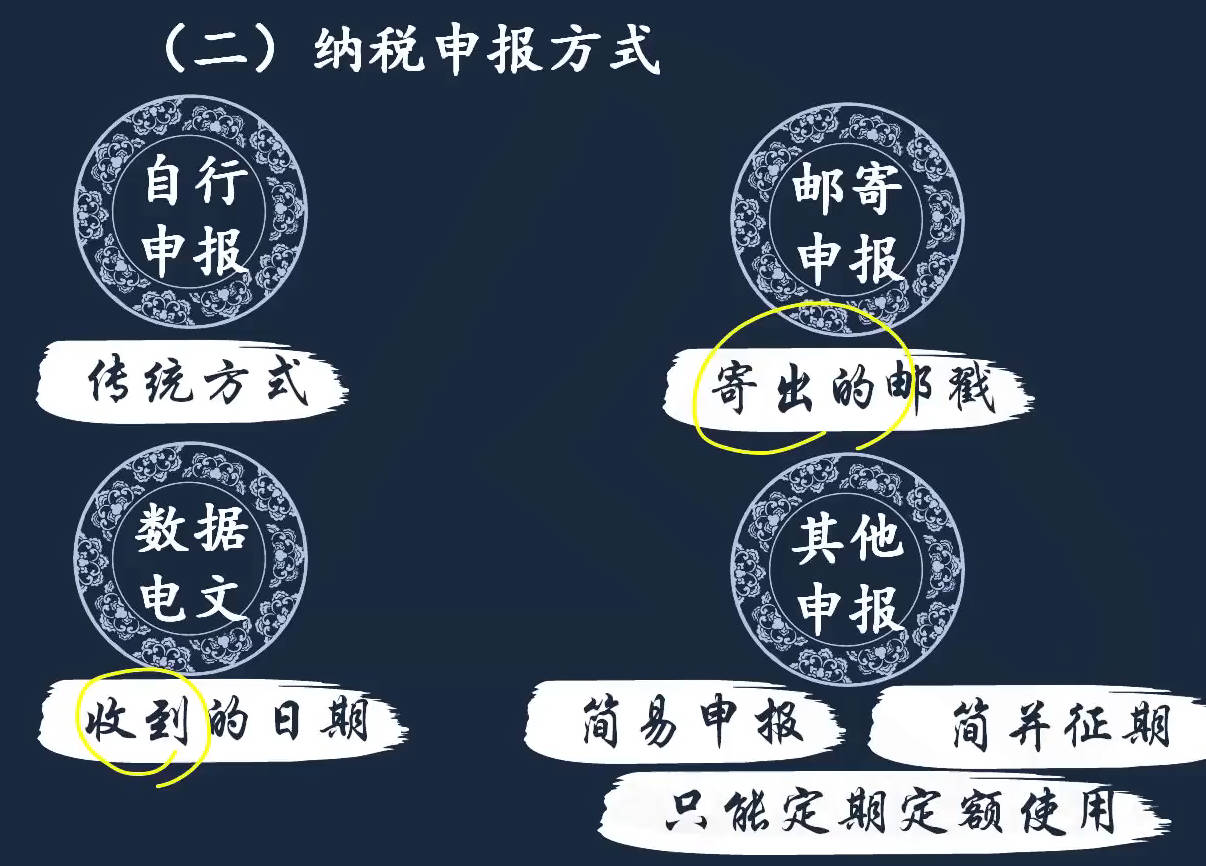 （二）纳税申报方式
自行
申报
传统方式
邮寄
申报
寄出的邮戳
数据
电文
收到的日期
其他
申报
简易申报
简并征期
只能定期定额使用